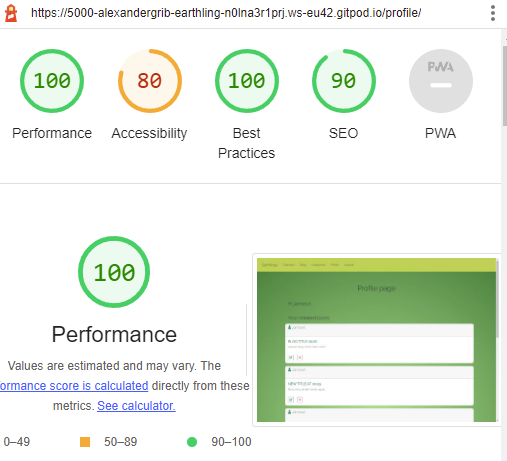 https://5000-alexandergrib-earthling-n0lna3r1prj.ws-eu42.gitpod.io/profile/
100
80
100
90
PWA
Performance
Accessibility
Best
Practices
SEO
PWA
100
Performance
Values are estimated and may vary. The
ormance score is calculated directly from these
metrics. See calculator.
0–49
50–89
90–100
Profile page